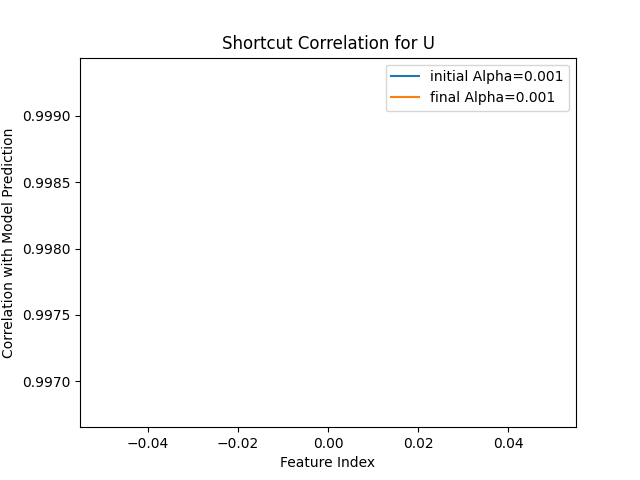 Shortcut Correlation for U
initial Alpha=0.001
final Alpha=0.001
Correlation with Model Prediction
0.9990
0.9985
0.9980
0.9975
0.9970
−0.04 −0.02 0.00 0.02 0.04
Feature Index